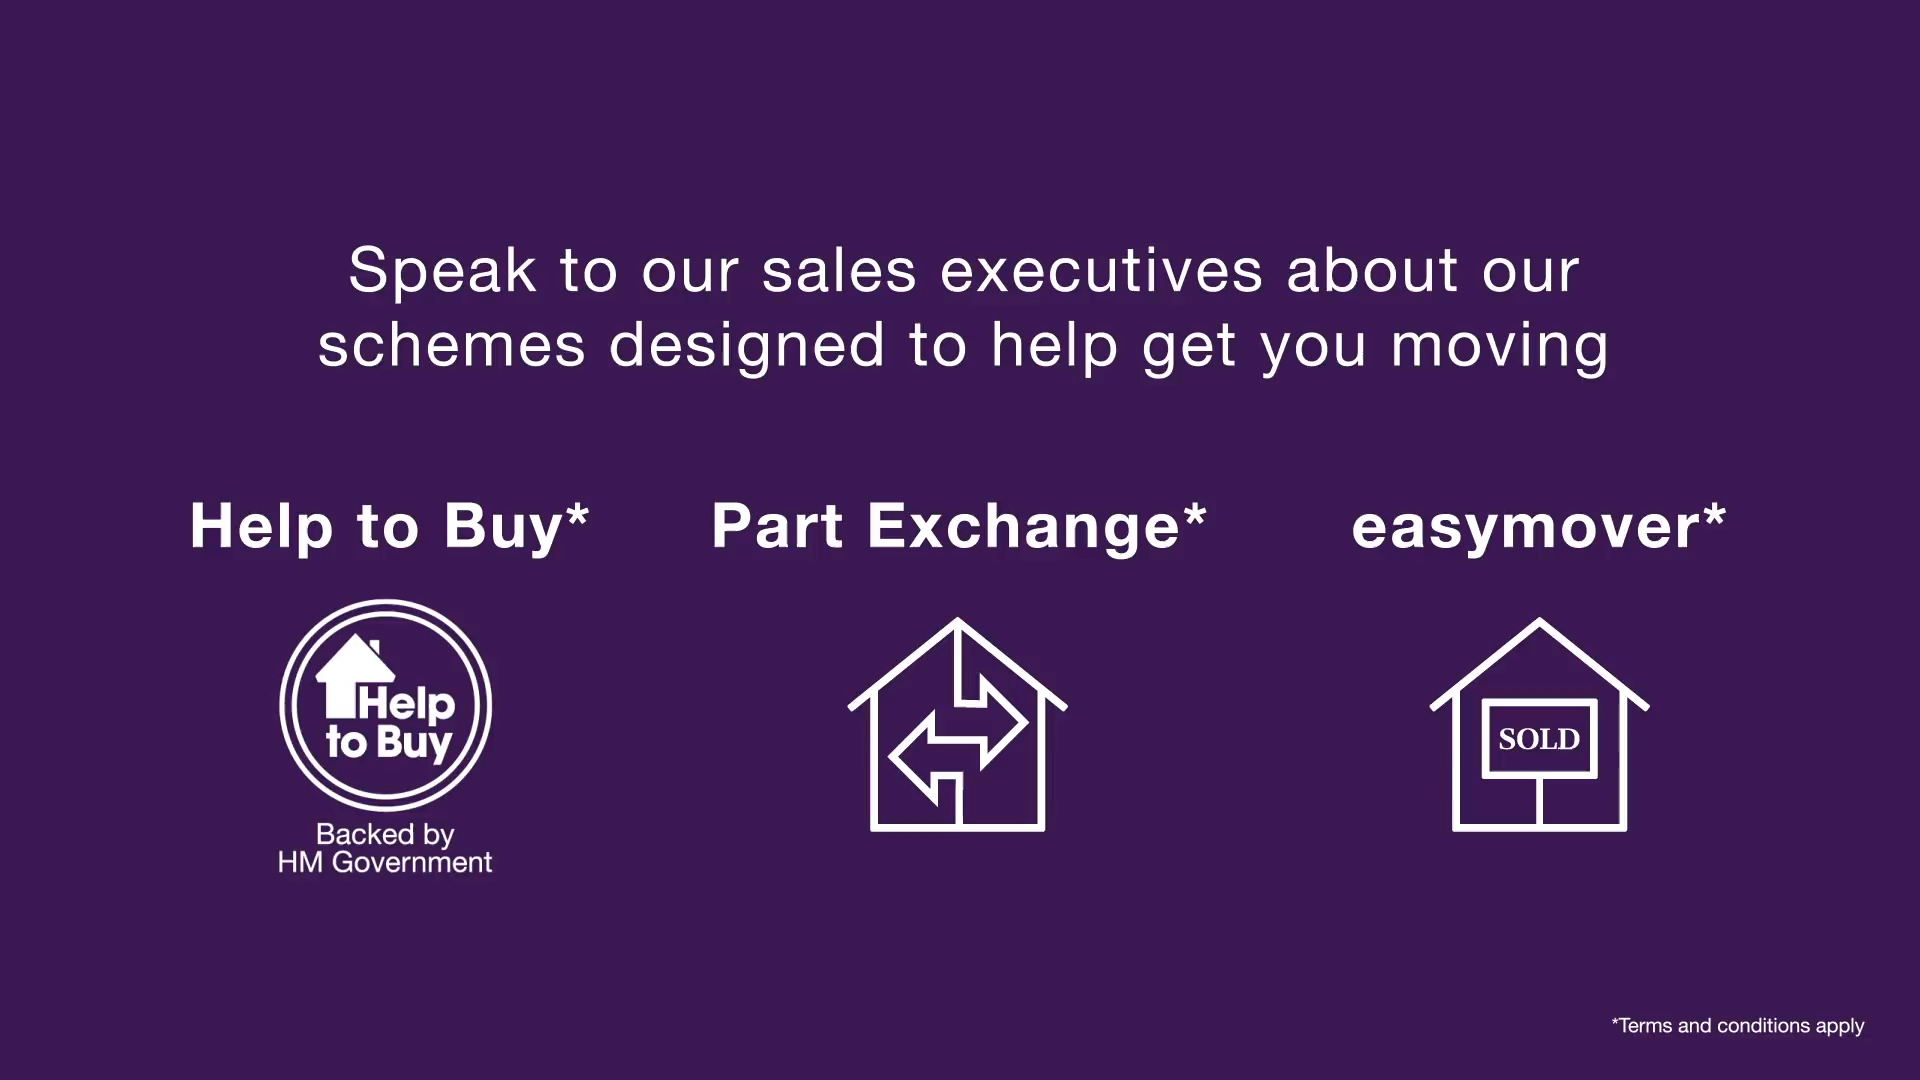 Speak to our sales executives about our
schemes designed to help get you moving
Help to Buy*
Part Exchange*
easymover*
Help
to Buy
Backed by
HM Government
SOLD
*Terms and conditions apply